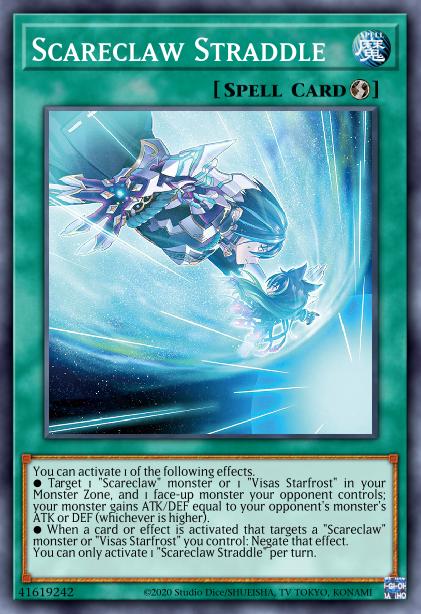 SCARECLAW STRADDLE
SPELL
魔
[SPELL CARD]
You can activate 1 of the following effects.
● Target 1 "Scareclaw" monster or 1 "Visas Starfrost" in your
Monster Zone, and 1 face-up monster your opponent controls;
your monster gains ATK/DEF equal to your opponent's monster's
ATK or DEF (whichever is higher).
● When a card or effect is activated that targets a "Scareclaw"
monster or "Visas Starfrost" you control: Negate that effect.
You can only activate 1 "Scareclaw Straddle" per turn.
41619242
©2020 Studio Dice/SHUEISHA, TV TOKYO, KONAMI